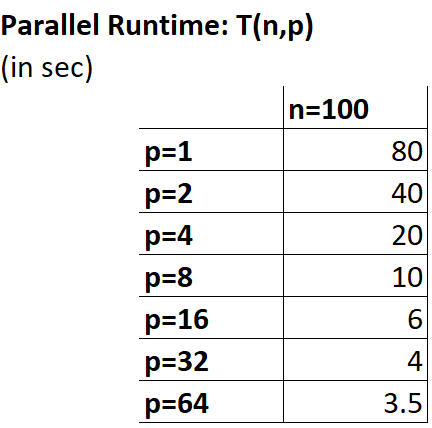 Parallel Runtime: T(n,p)
(in sec)
n=100
p=1 80
p=2 40
p=4 20
p=8 10
p=16 6
p=32 4
p=64 3.5